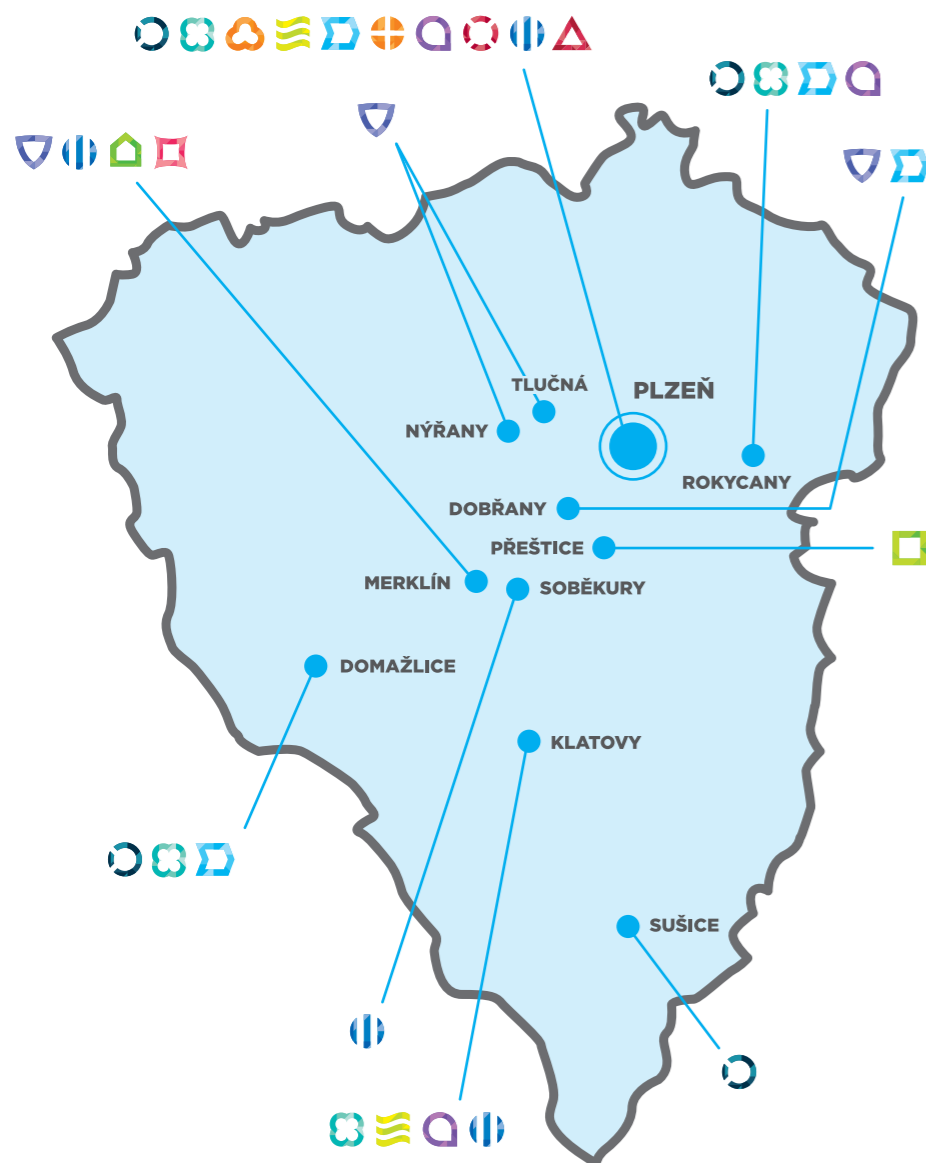 TLUČNÁ
PLZEŇ
NÝŘANY
ROKYCANY
DOBŘANY
PŘEŠTICE
MERKLÍN
SOBĚKURY
DOMAŽLICE
KLATOVY
SUŠICE